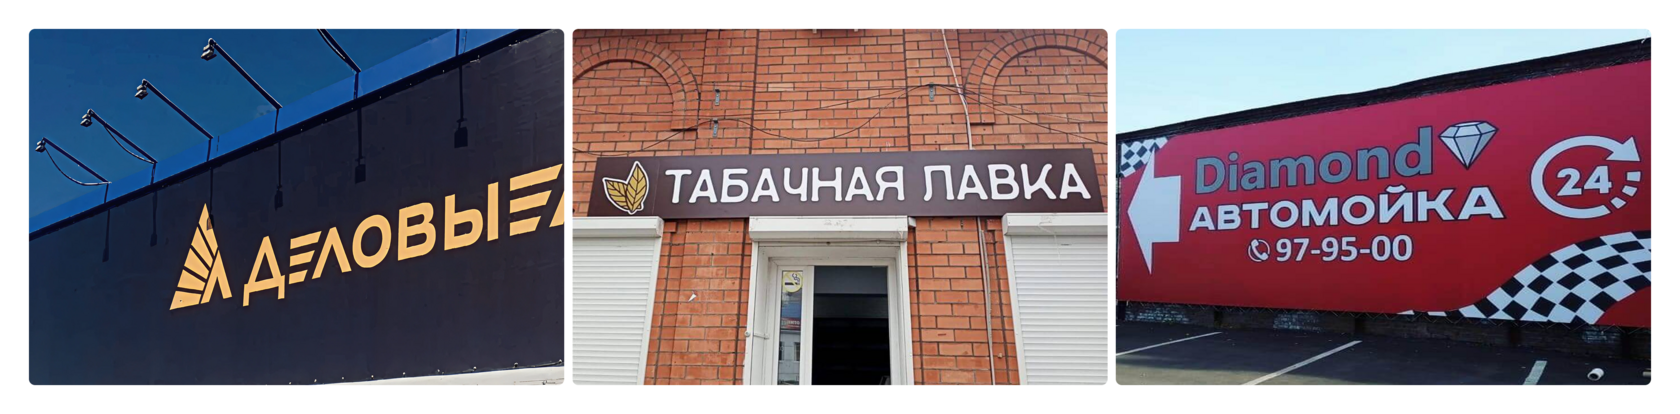 ДЕЛОВЫЕ
ТАБАЧНАЯ ЛАВКА
Diamond
АВТОМОЙКА
97-95-00
24